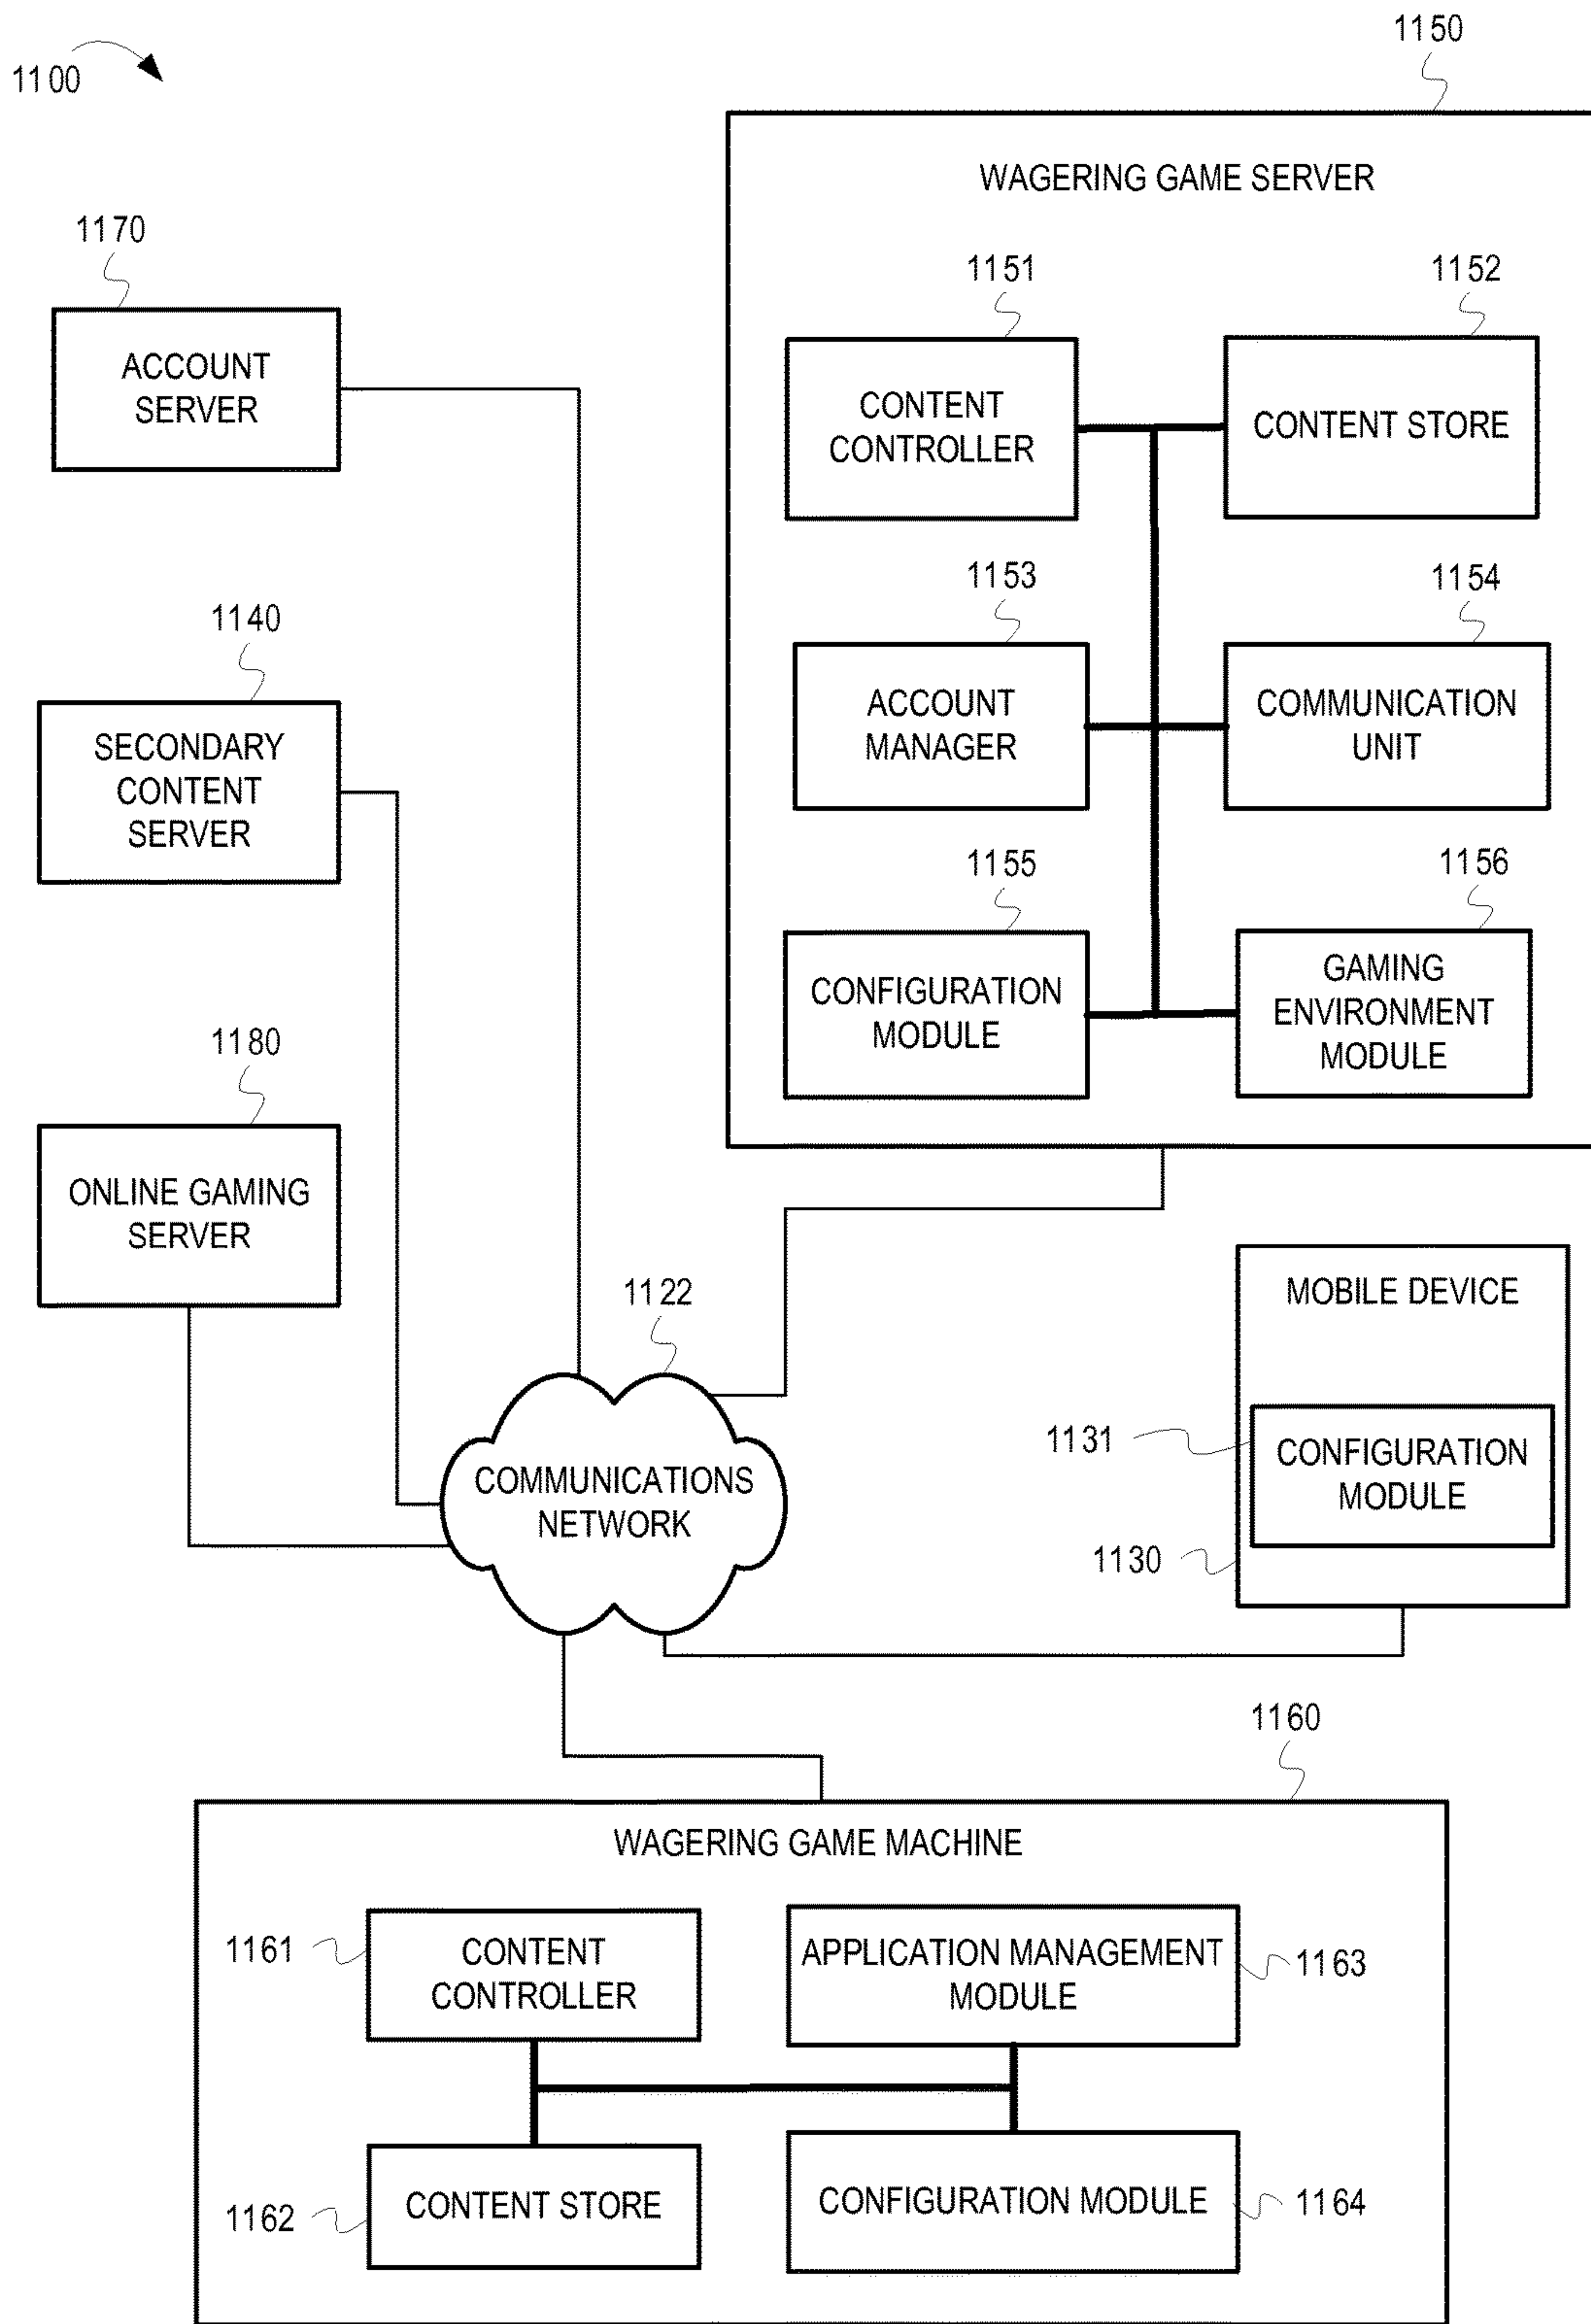 1100
1150
WAGERING GAME SERVER
1170
ACCOUNT
SERVER
1151
CONTENT
CONTROLLER
1152
CONTENT STORE
1140
SECONDARY
CONTENT
SERVER
1153
ACCOUNT
MANAGER
1154
COMMUNICATION
UNIT
1155
CONFIGURATION
MODULE
1156
GAMING
ENVIRONMENT
MODULE
1180
ONLINE GAMING
SERVER
1122
COMMUNICATIONS
NETWORK
MOBILE DEVICE
1131
CONFIGURATION
MODULE
1130
1160
WAGERING GAME MACHINE
1161
CONTENT
CONTROLLER
APPLICATION MANAGEMENT
MODULE
1163
1162
CONTENT STORE
CONFIGURATION MODULE
1164